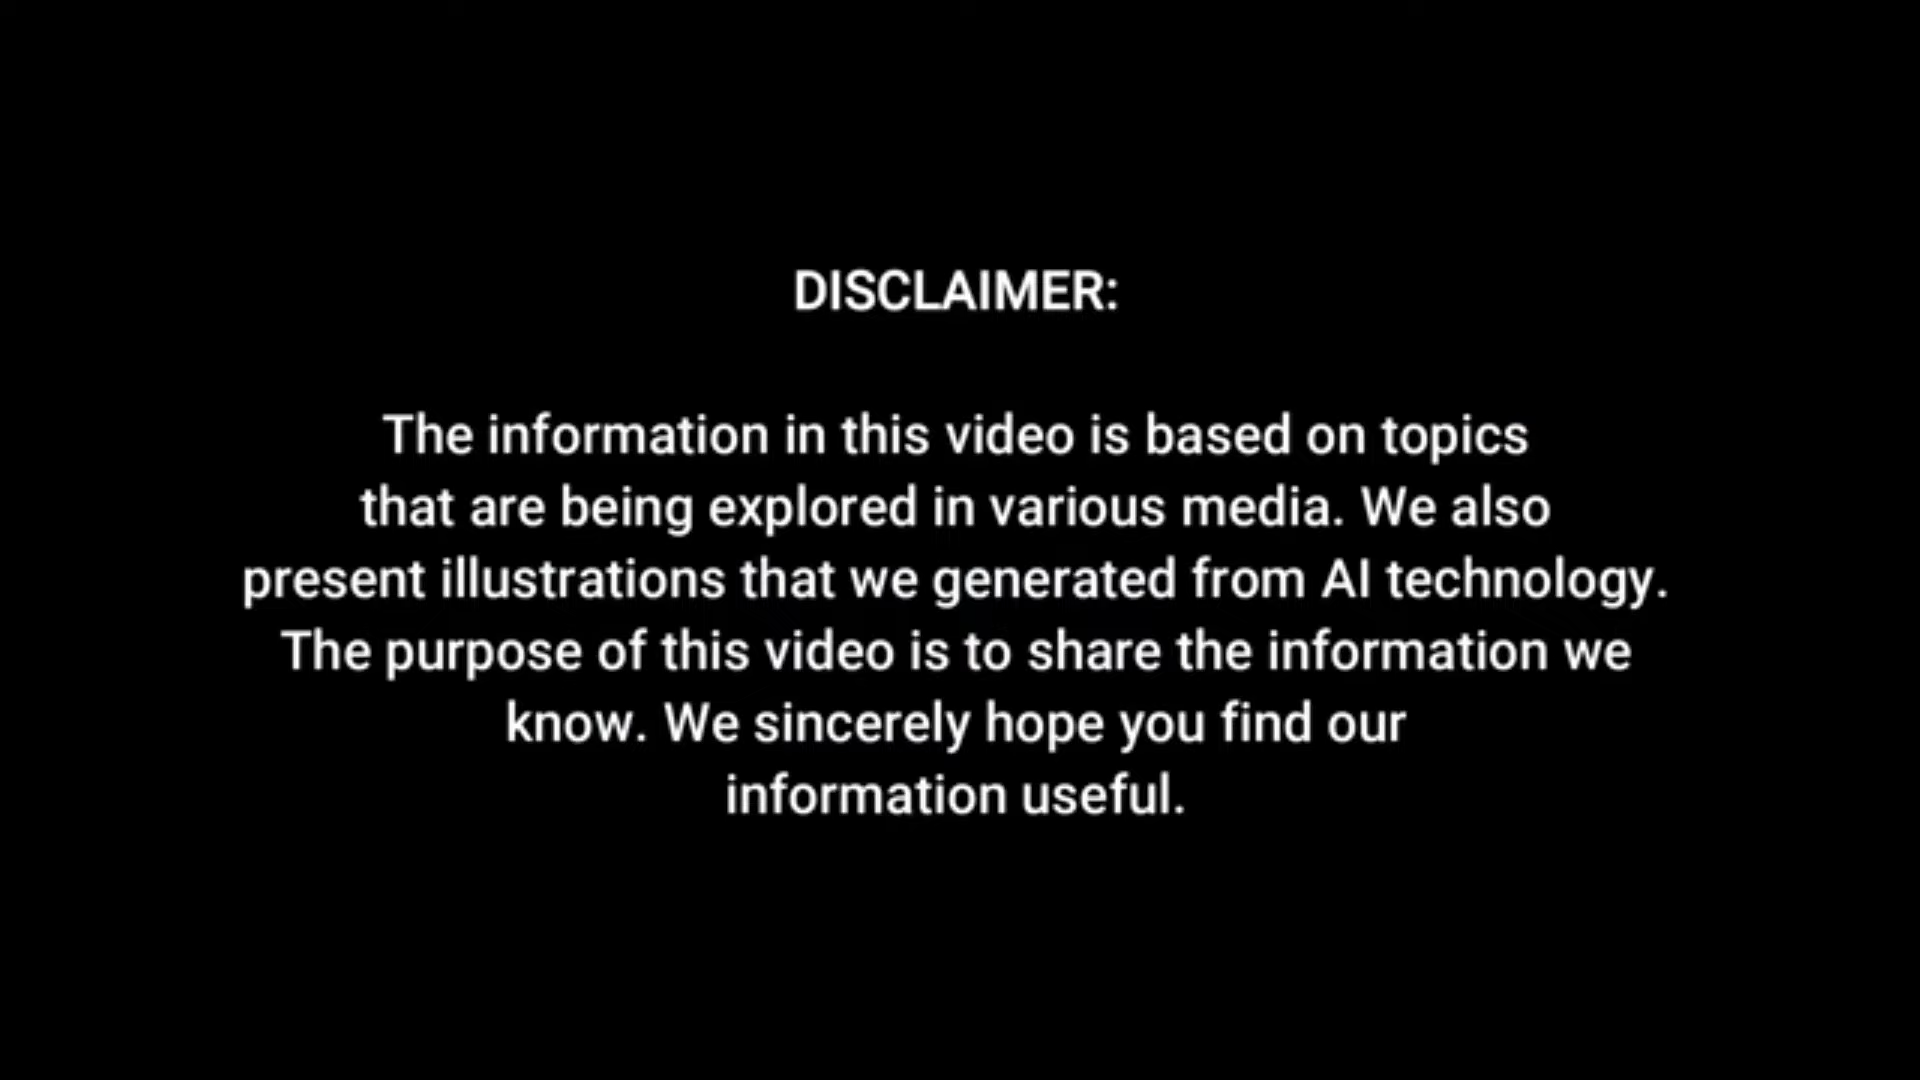 DISCLAIMER:
The information in this video is based on topics
that are being explored in various media. We also
present illustrations that we generated from AI technology.
The purpose of this video is to share the information we
know. We sincerely hope you find our
information useful.